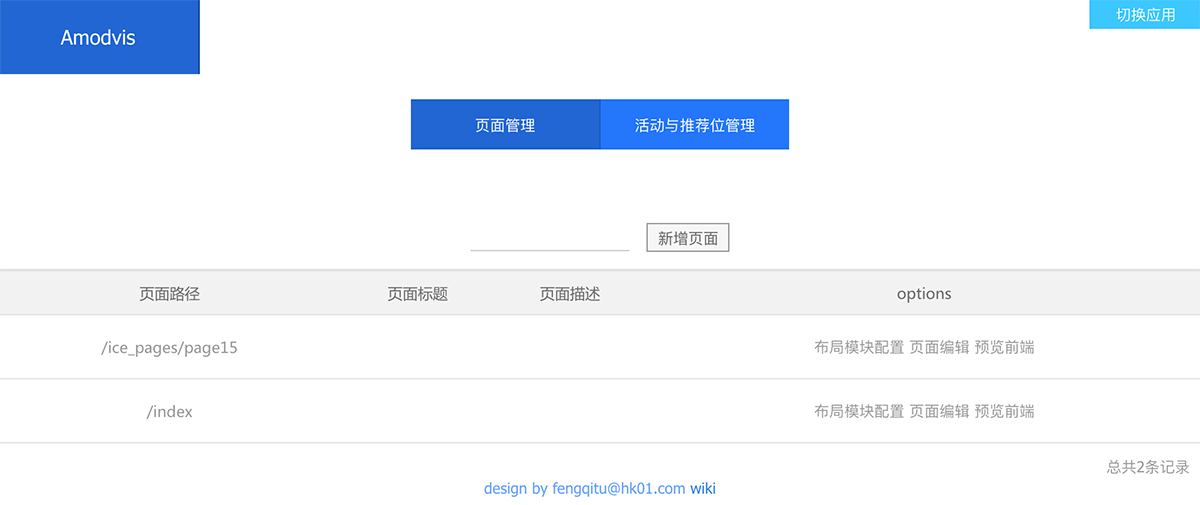 Amodvis
切换应用
页面管理 活动与推荐位管理
新增页面
页面路径 页面标题 页面描述 options
/ice_pages/page15 布局模块配置 页面编辑 预览前端
/index 布局模块配置 页面编辑 预览前端
总共2条记录
design by fengqitu@hk01.com wiki